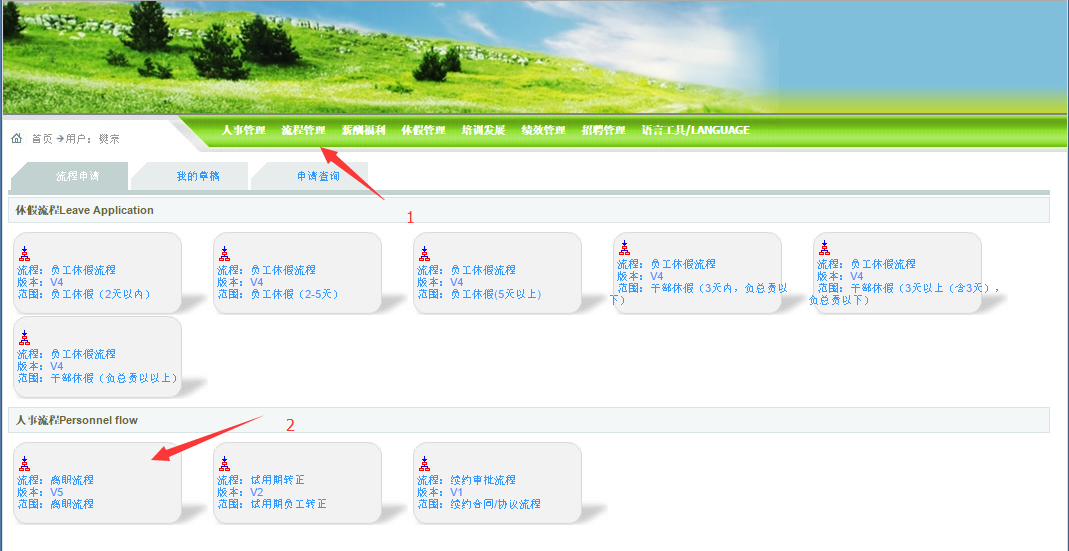 人事管理 流程管理 薪酬福利 休假管理 培训发展 绩效管理 招聘管理 语言工具/LANGUAGE
首页 用户：樊宗
流程申请 我的草稿 申请查询
1
休假流程Leave Application
流程：员工休假流程
版本：V4
范围：员工休假（2天以内）
流程：员工休假流程
版本：V4
范围：员工休假（2-5天）
流程：员工休假流程
版本：V4
范围：员工休假(5天以上)
流程：员工休假流程
版本：V4
范围：干部休假（3天内，负总责以
下）
流程：员工休假流程
版本：V4
范围：干部休假（3天以上（含3天），
负总责以下）
流程：员工休假流程
版本：V4
范围：干部休假（负总责以以上）
人事流程Personnel flow
2
流程：离职流程
版本：V5
范围：离职流程
流程：试用期转正
版本：V2
范围：试用期员工转正
流程：续约审批流程
版本：V1
范围：续约合同/协议流程